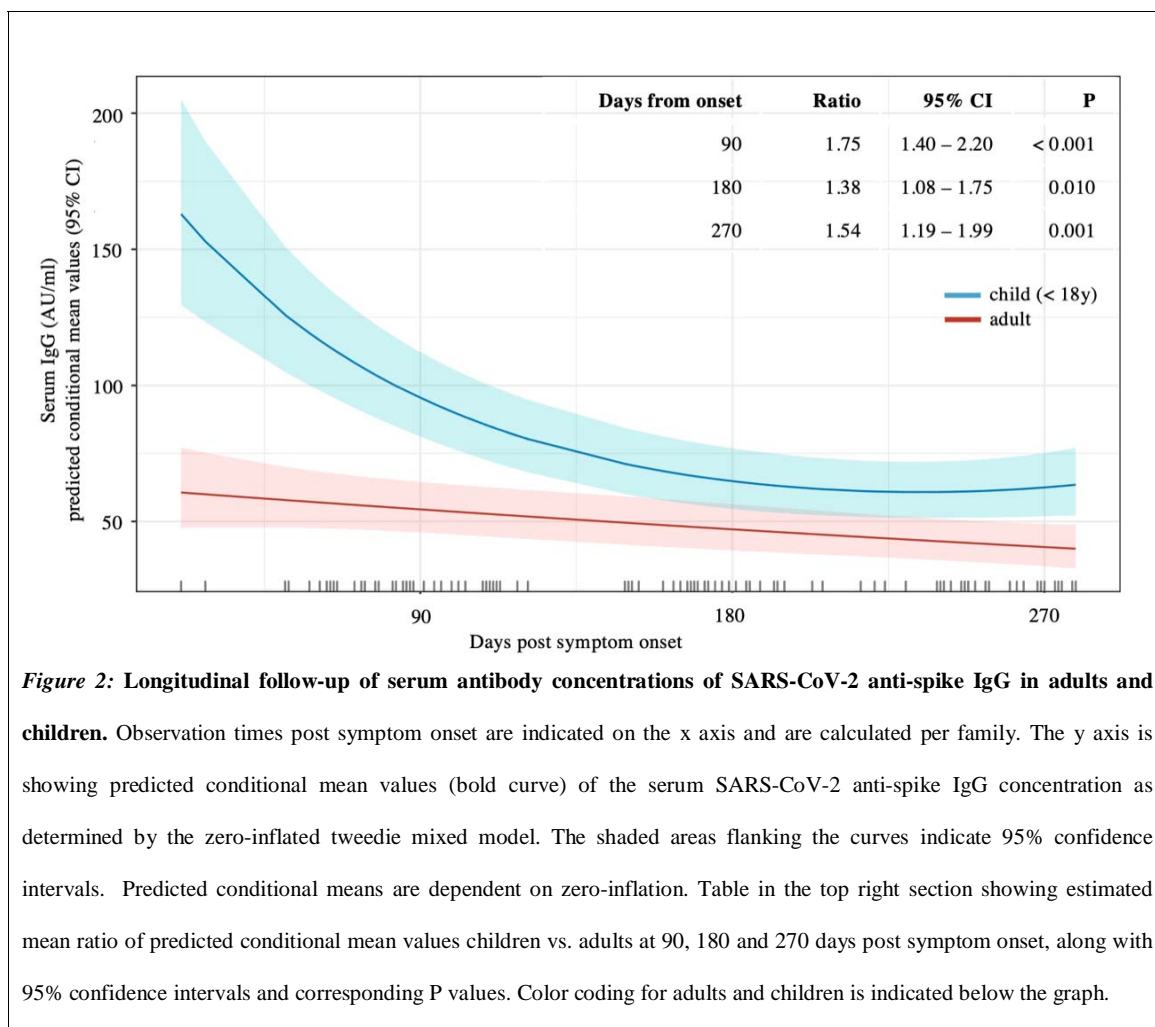 Days from onset Ratio 95% CI P
90 1.75 1.40 – 2.20 < 0.001
180 1.38 1.08 – 1.75 0.010
270 1.54 1.19 – 1.99 0.001
child (< 18y)
adult
Serum IgG (AU/ml)
predicted conditional mean values (95% CI)
200
150
100
50
90 180 270
Days post symptom onset
Figure 2: Longitudinal follow-up of serum antibody concentrations of SARS-CoV-2 anti-spike IgG in adults and
children. Observation times post symptom onset are indicated on the x axis and are calculated per family. The y axis is
showing predicted conditional mean values (bold curve) of the serum SARS-CoV-2 anti-spike IgG concentration as
determined by the zero-inflated tweedie mixed model. The shaded areas flanking the curves indicate 95% confidence
intervals. Predicted conditional means are dependent on zero-inflation. Table in the top right section showing estimated
mean ratio of predicted conditional mean values children vs. adults at 90, 180 and 270 days post symptom onset, along with
95% confidence intervals and corresponding P values. Color coding for adults and children is indicated below the graph.